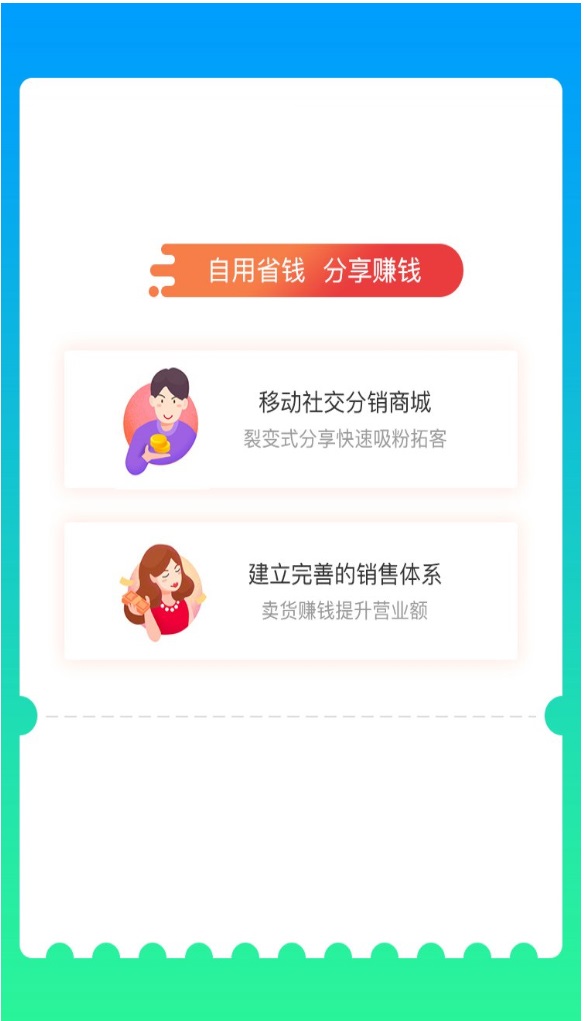 自用省钱 分享赚钱
移动社交分销商城
裂变式分享快速吸粉拓客
建立完善的销售体系
卖货赚钱提升营业额